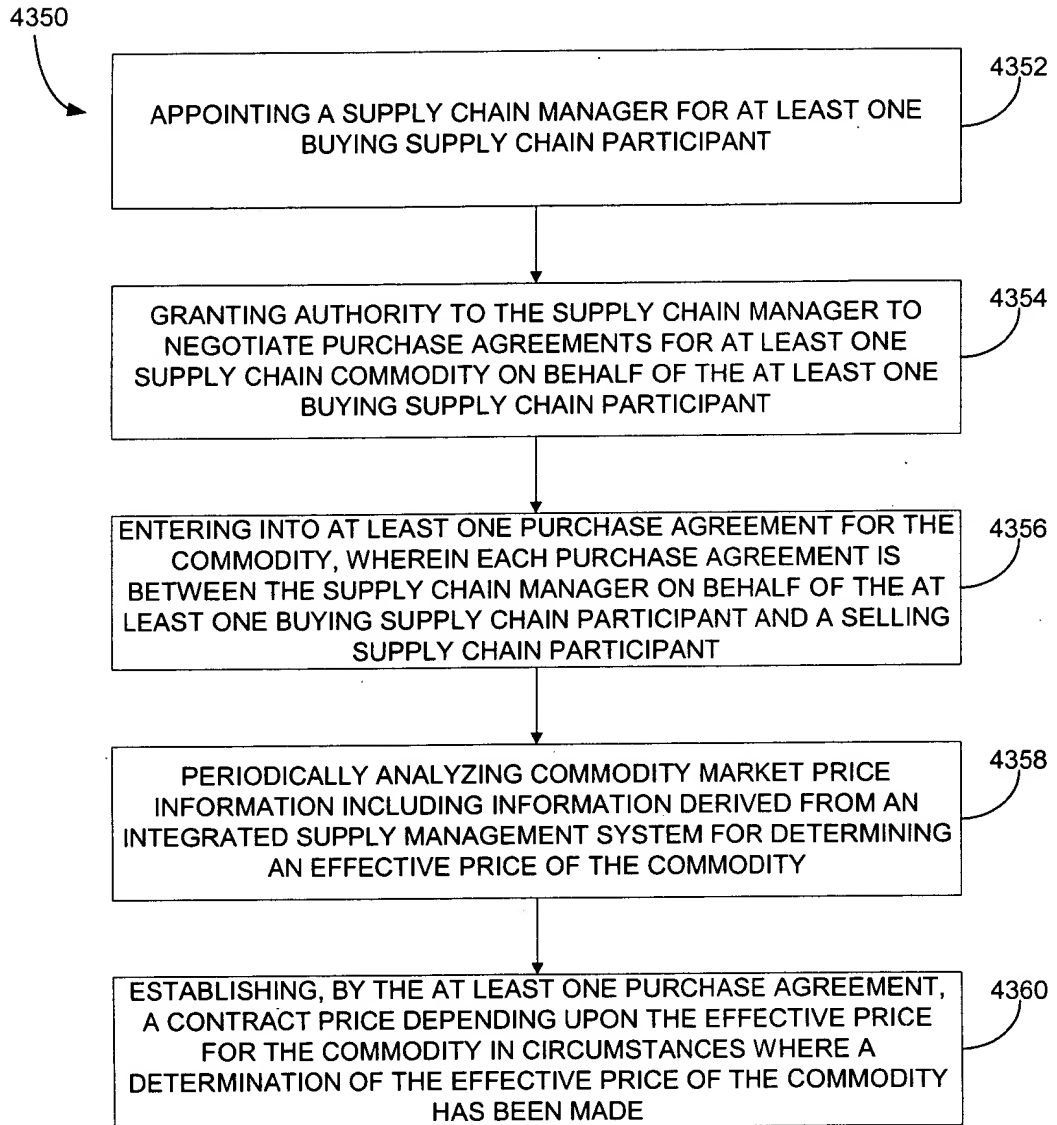 4350
4352
APPOINTING A SUPPLY CHAIN MANAGER FOR AT LEAST ONE
BUYING SUPPLY CHAIN PARTICIPANT
4354
GRANTING AUTHORITY TO THE SUPPLY CHAIN MANAGER TO
NEGOTIATE PURCHASE AGREEMENTS FOR AT LEAST ONE
SUPPLY CHAIN COMMODITY ON BEHALF OF THE AT LEAST ONE
BUYING SUPPLY CHAIN PARTICIPANT
4356
ENTERING INTO AT LEAST ONE PURCHASE AGREEMENT FOR THE
COMMODITY, WHEREIN EACH PURCHASE AGREEMENT IS
BETWEEN THE SUPPLY CHAIN MANAGER ON BEHALF OF THE AT
LEAST ONE BUYING SUPPLY CHAIN PARTICIPANT AND A SELLING
SUPPLY CHAIN PARTICIPANT
4358
PERIODICALLY ANALYZING COMMODITY MARKET PRICE
INFORMATION INCLUDING INFORMATION DERIVED FROM AN
INTEGRATED SUPPLY MANAGEMENT SYSTEM FOR DETERMINING
AN EFFECTIVE PRICE OF THE COMMODITY
4360
ESTABLISHING, BY THE AT LEAST ONE PURCHASE AGREEMENT,
A CONTRACT PRICE DEPENDING UPON THE EFFECTIVE PRICE
FOR THE COMMODITY IN CIRCUMSTANCES WHERE A
DETERMINATION OF THE EFFECTIVE PRICE OF THE COMMODITY
HAS BEEN MADE